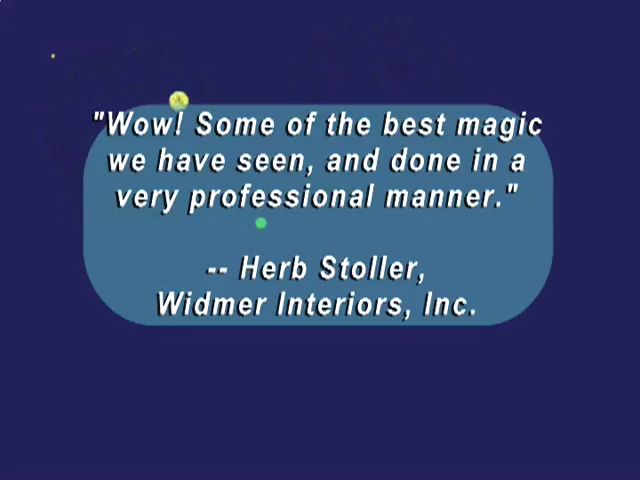 "Wow! Some of the best magic
we have seen, and done in a
very professional manner."
-- Herb Stoller,
Widmer Interiors, Inc.